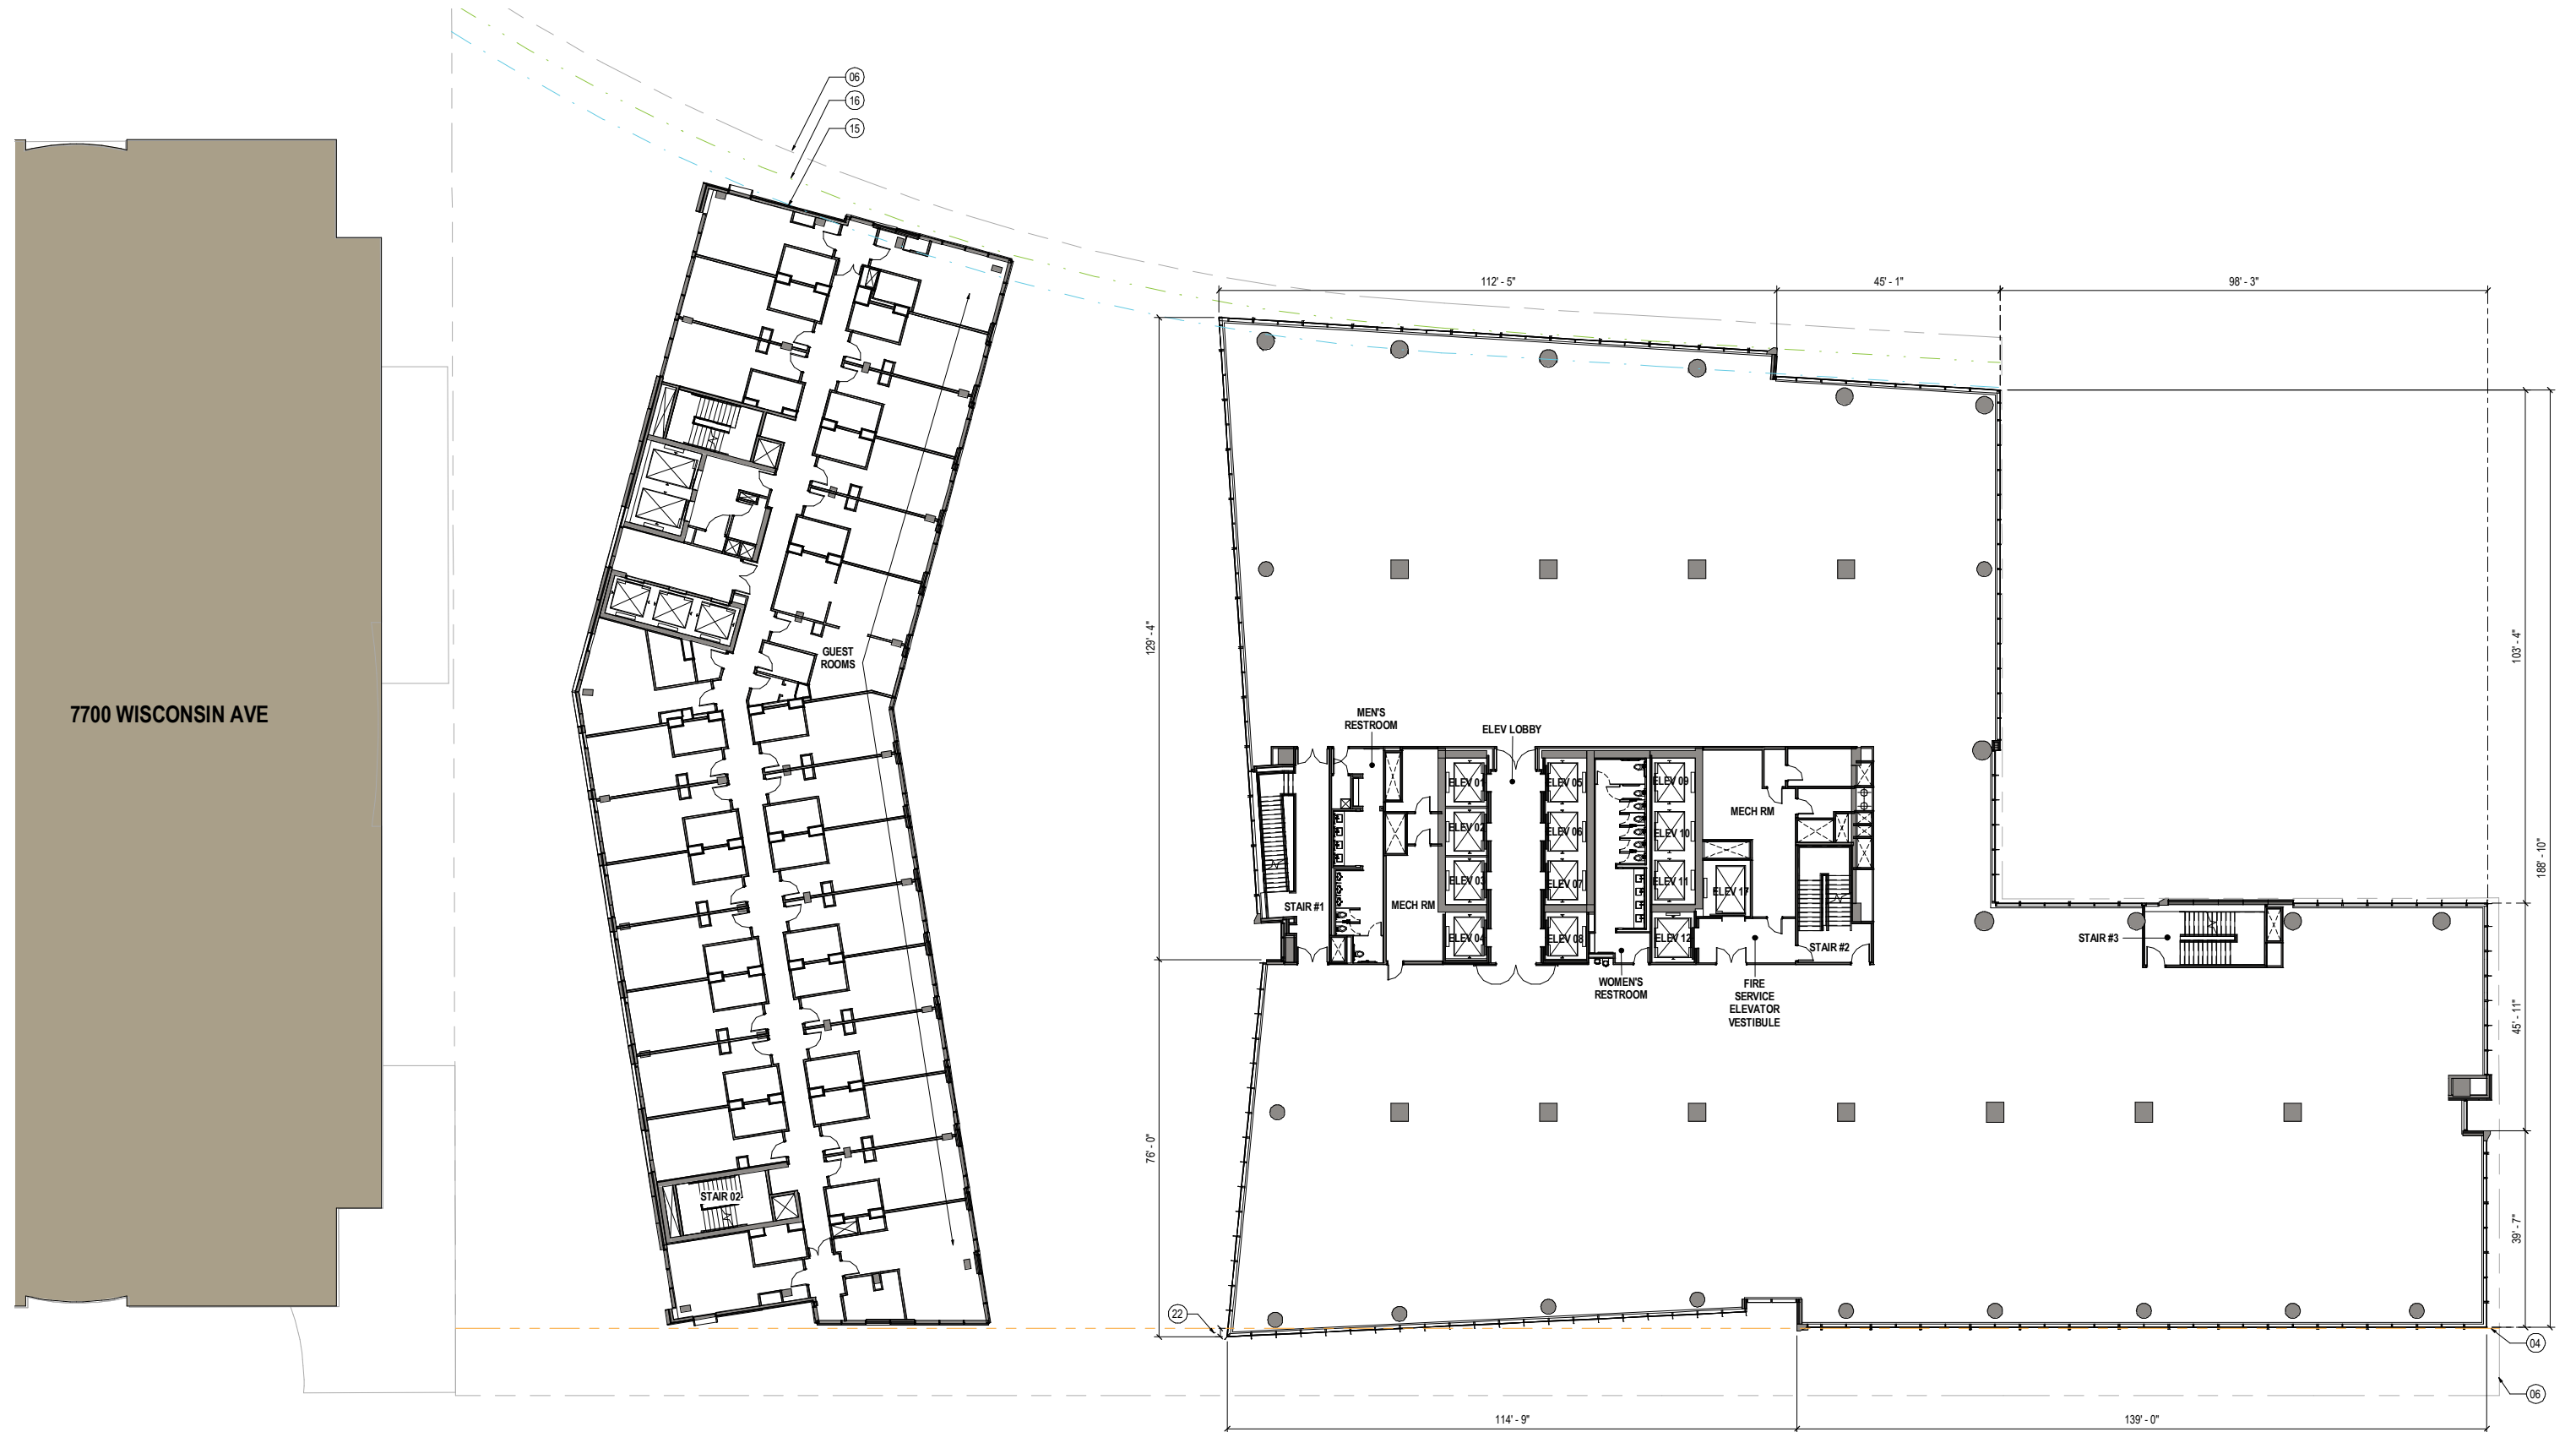 06
16
15
112' - 5"
45' - 1"
98' - 3"
129' - 4"
103' - 4"
188' - 10"
GUEST
ROOMS
7700 WISCONSIN AVE
MEN'S
RESTROOM
ELEV LOBBY
ELEV 01
ELEV 05
ELEV 09
MECH RM
ELEV 02
ELEV 06
ELEV 10
ELEV 03
ELEV 07
ELEV 11
ELEV 17
STAIR #1
MECH RM
ELEV 04
ELEV 08
ELEV 12
STAIR #2
STAIR #3
WOMEN'S
RESTROOM
FIRE
SERVICE
ELEVATOR
VESTIBULE
45' - 11"
76' - 0"
STAIR 02
39' - 7"
22
04
06
114' - 9"
139' - 0"